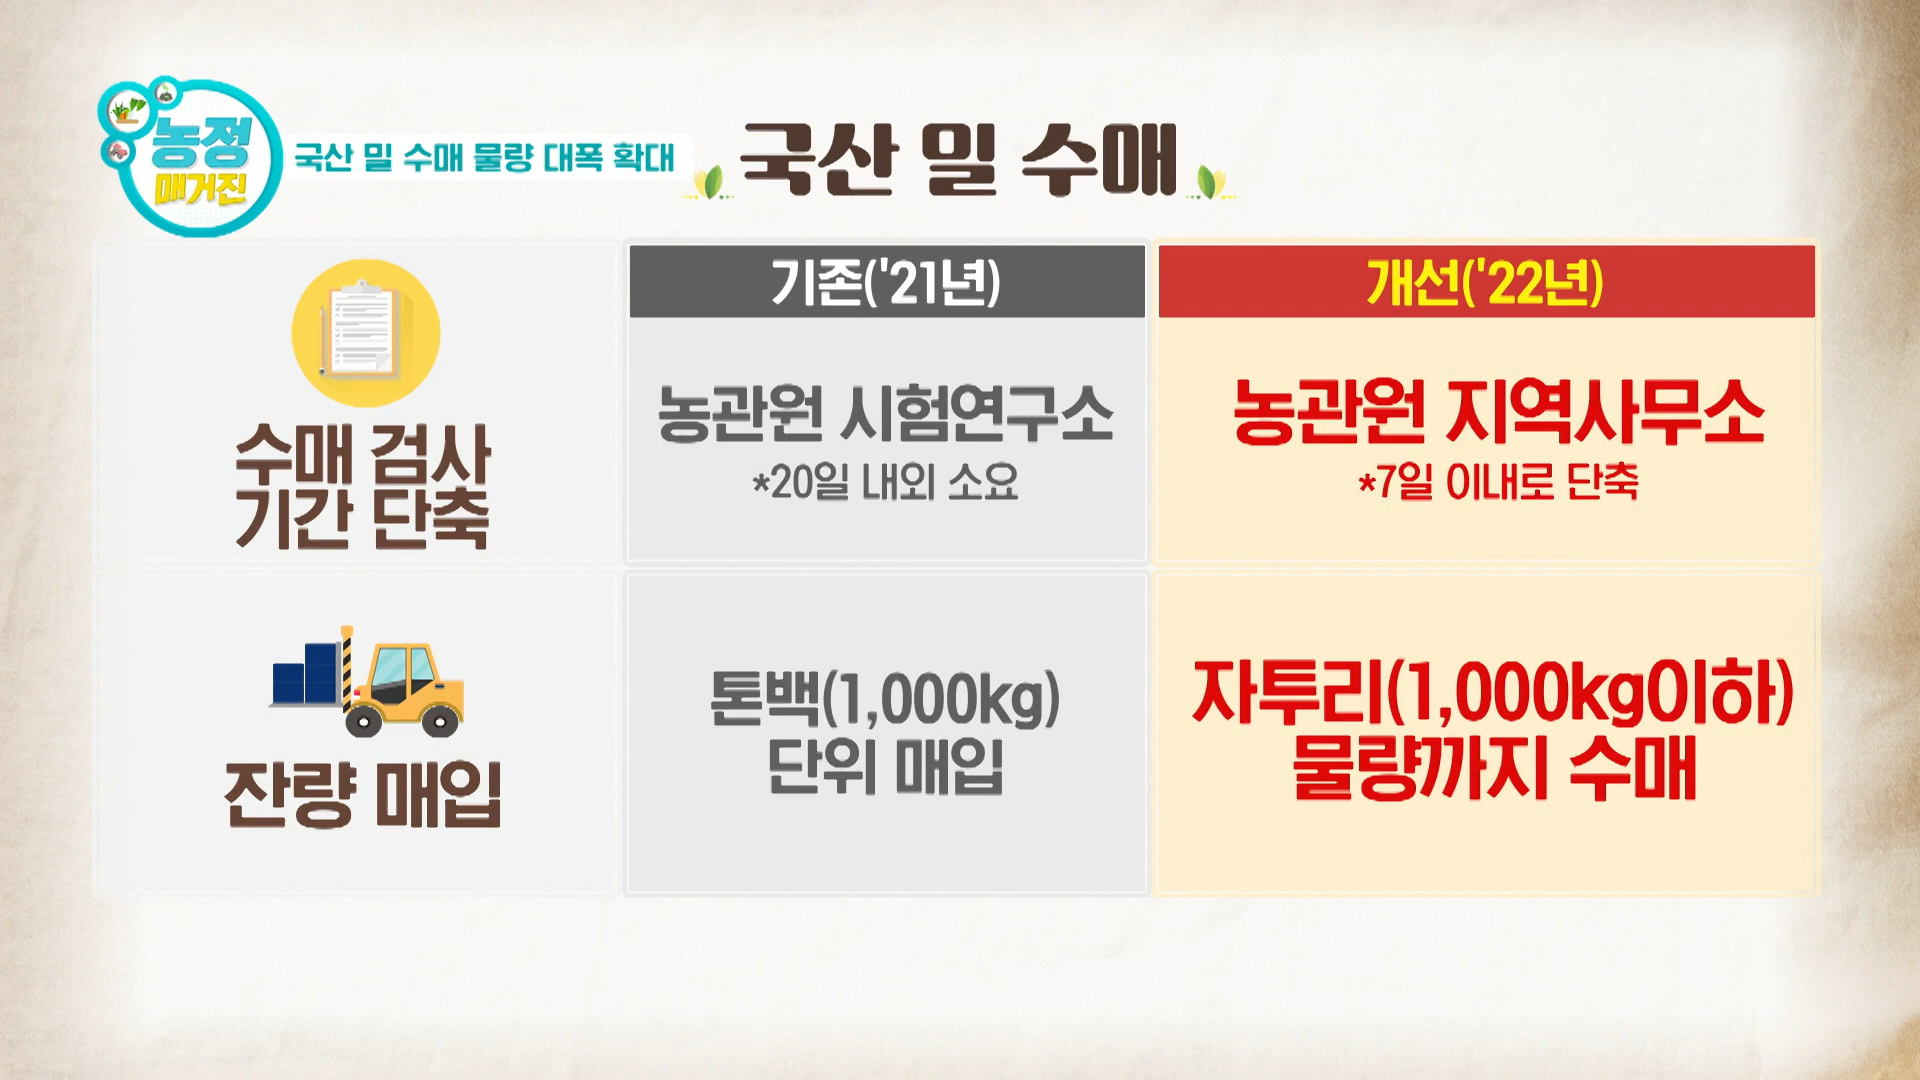 농정
매거진
국산 밀 수매 물량 대폭 확대
국산 밀 수매
기존('21년)
개선('22년)
수매 검사
기간 단축
농관원 시험연구소
*20일 내외 소요
농관원 지역사무소
*7일 이내로 단축
잔량 매입
톤백(1,000kg)
단위 매입
자투리(1,000kg이하)
물량까지 수매